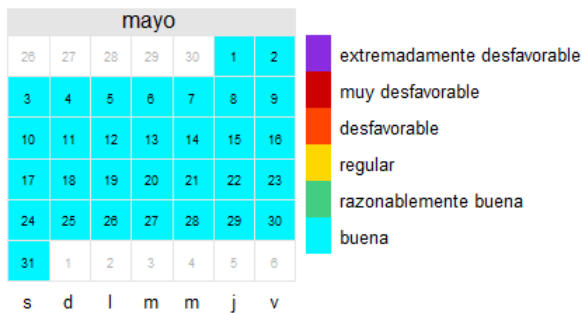 mayo
26 27 28 29 30 1 2
3 4 5 6 7 8 9
10 11 12 13 14 15 16
17 18 19 20 21 22 23
24 25 26 27 28 29 30
31 1 2 3 4 5 6
s d l m m j v
extremadamente desfavorable
muy desfavorable
desfavorable
regular
razonablemente buena
buena